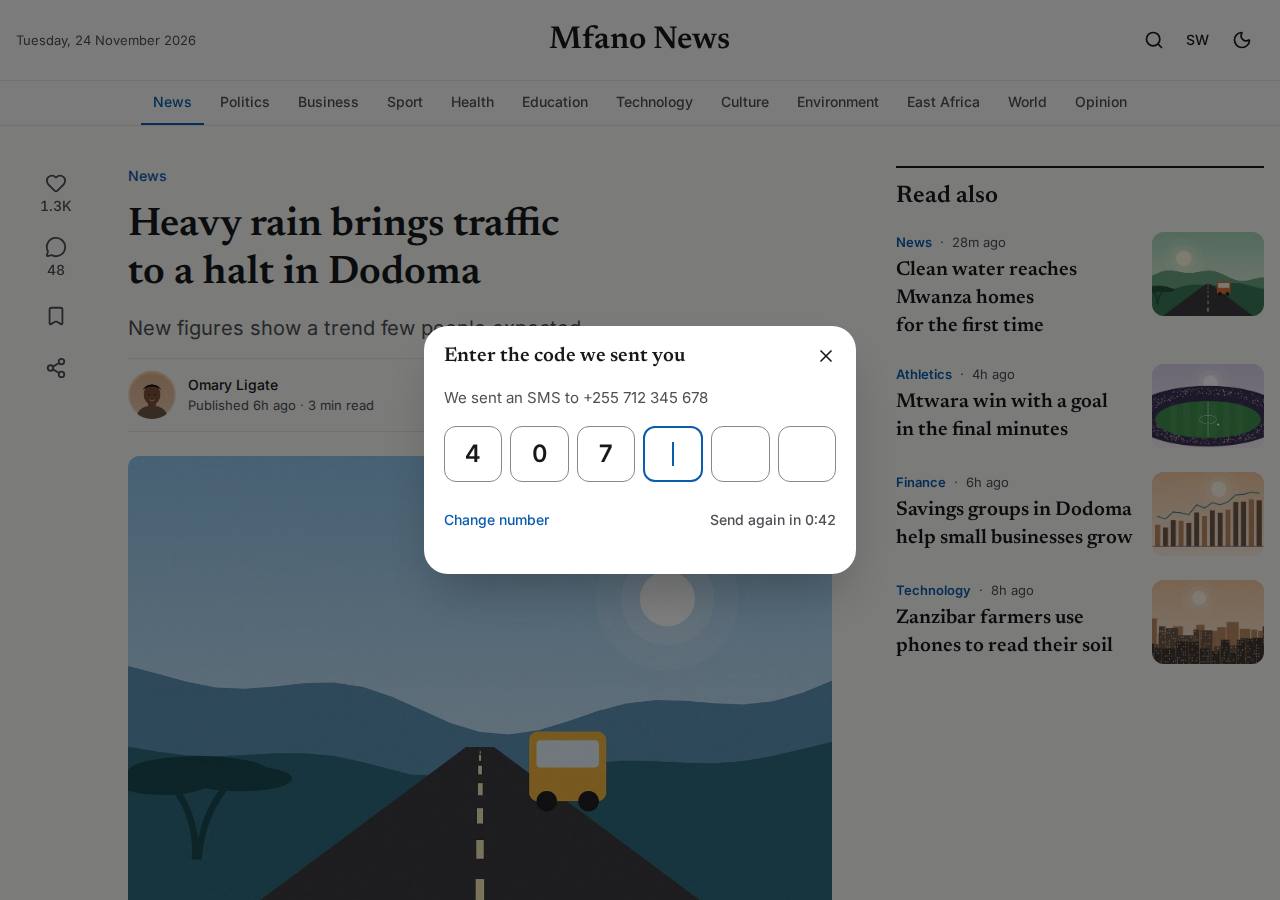 Tuesday, 24 November 2026
Mfano News
SW
News
Politics
Business
Sport
Health
Education
Technology
Culture
Environment
East Africa
World
Opinion
1.3K
48
News
Heavy rain brings traffic
to a halt in Dodoma
New figures show a trend few people expected
Omary Ligate
Published 6h ago · 3 min read
Enter the code we sent you
We sent an SMS to +255 712 345 678
4 0 7
Change number
Send again in 0:42
Read also
News · 28m ago
Clean water reaches
Mwanza homes
for the first time
Athletics · 4h ago
Mtwara win with a goal
in the final minutes
Finance · 6h ago
Savings groups in Dodoma
help small businesses grow
Technology · 8h ago
Zanzibar farmers use
phones to read their soil